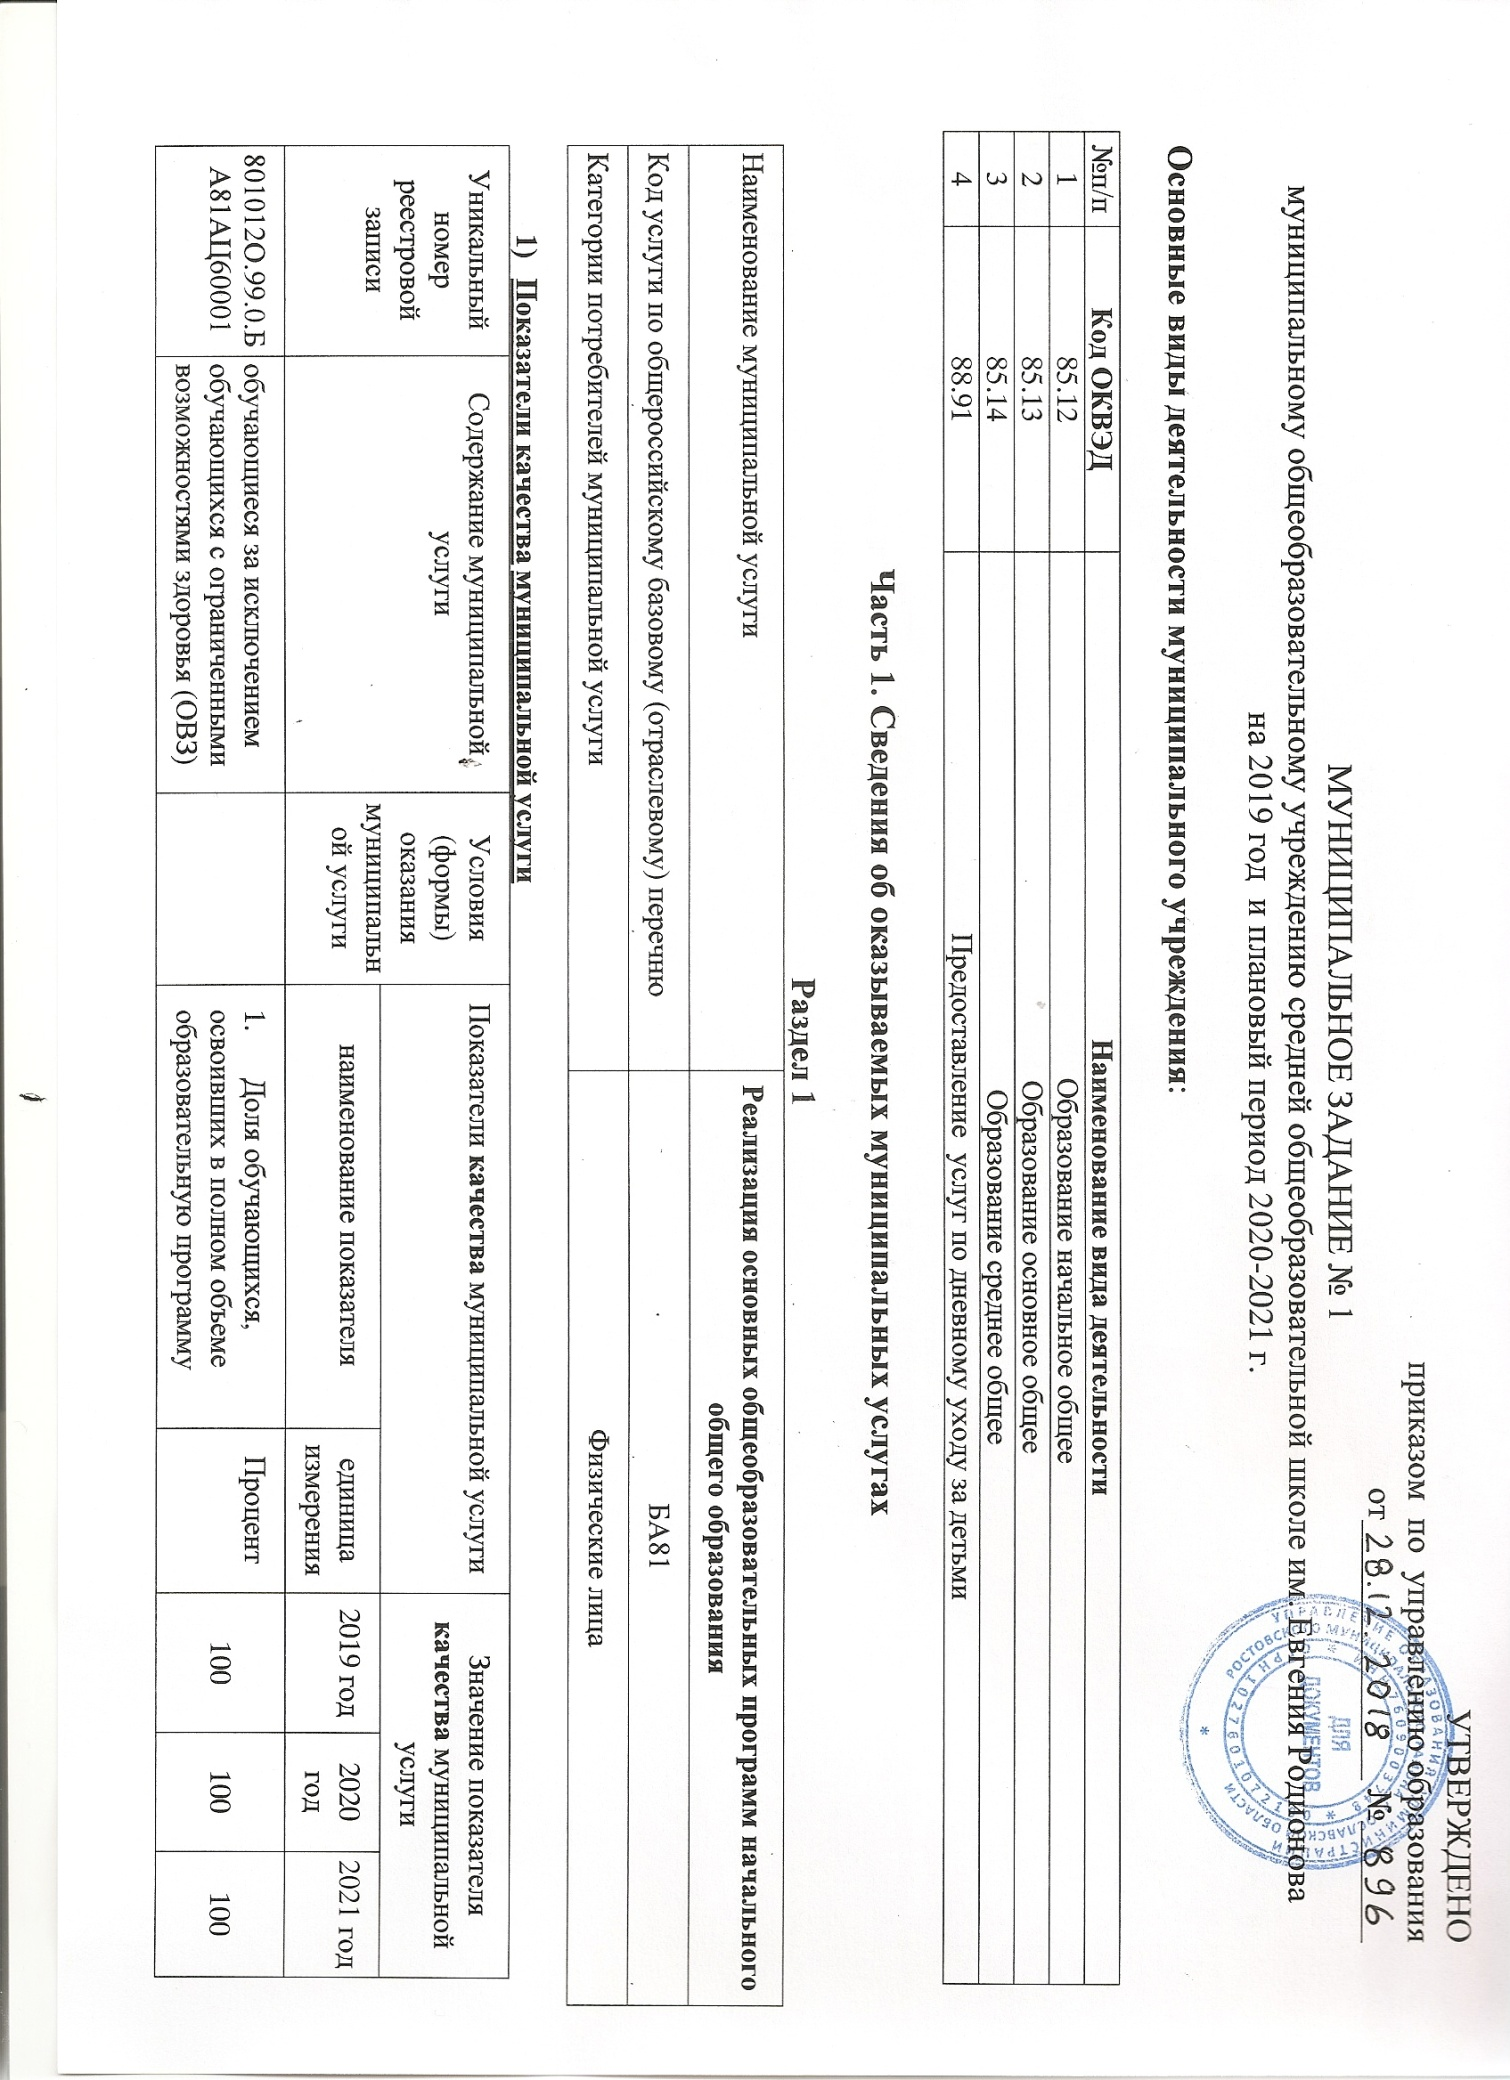 УТВЕРЖДЕНО
приказом по управлению образования
от 28.12.2018 № 896
МУНИЦИПАЛЬНОЕ ЗАДАНИЕ № 1
муниципальному общеобразовательному учреждению средней общеобразовательной школе им. Евгения Родионова
на 2019 год и плановый период 2020-2021 г.
ДЛЯ
ДОКУМЕНТОВ
Основные виды деятельности муниципального учреждения:
№п/п Код ОКВЭД Наименование вида деятельности
1 85.12 Образование начальное общее
2 85.13 Образование основное общее
3 85.14 Образование среднее общее
4 88.91 Предоставление услуг по дневному уходу за детьми
Часть 1. Сведения об оказываемых муниципальных услугах
Раздел 1
Наименование муниципальной услуги Реализация основных общеобразовательных программ начального
общего образования
Код услуги по общероссийскому базовому (отраслевому) перечню БА81
Категории потребителей муниципальной услуги Физические лица
1) Показатели качества муниципальной услуги
Уникальный
номер
реестровой
записи
Содержание муниципальной
услуги
Условия
(формы)
оказания
муниципальн
ой услуги
Показатели качества муниципальной услуги
наименование показателя
единица
измерения
Значение показателя
качества муниципальной
услуги
2019 год
2020
год
2021 год
801012О.99.0.Б
А81АЦ60001
обучающиеся за исключением
обучающихся с ограниченными
возможностями здоровья (ОВЗ)
1. Доля обучающихся,
освоивших в полном объеме
образовательную программу
Процент
100
100
100